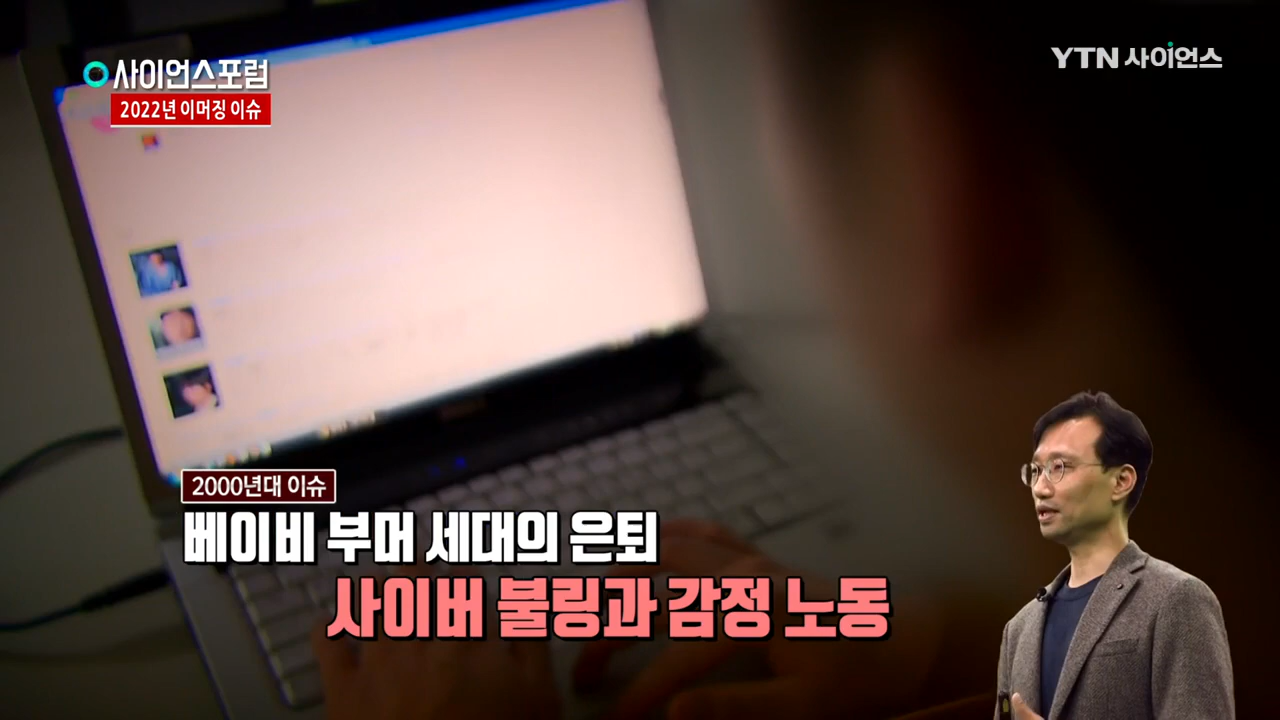 사이언스포럼
2022년 이머징 이슈
YTN 사이언스
2000년대 이슈
베이비 부머 세대의 은퇴
사이버 불링과 감정 노동